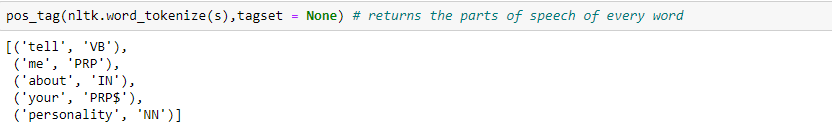 pos_tag(nltk.word_tokenize(s),tagset = None) # returns the parts of speech of every word
[('tell', 'VB'),
('me', 'PRP'),
('about', 'IN'),
('your', 'PRP$'),
('personality', 'NN')]